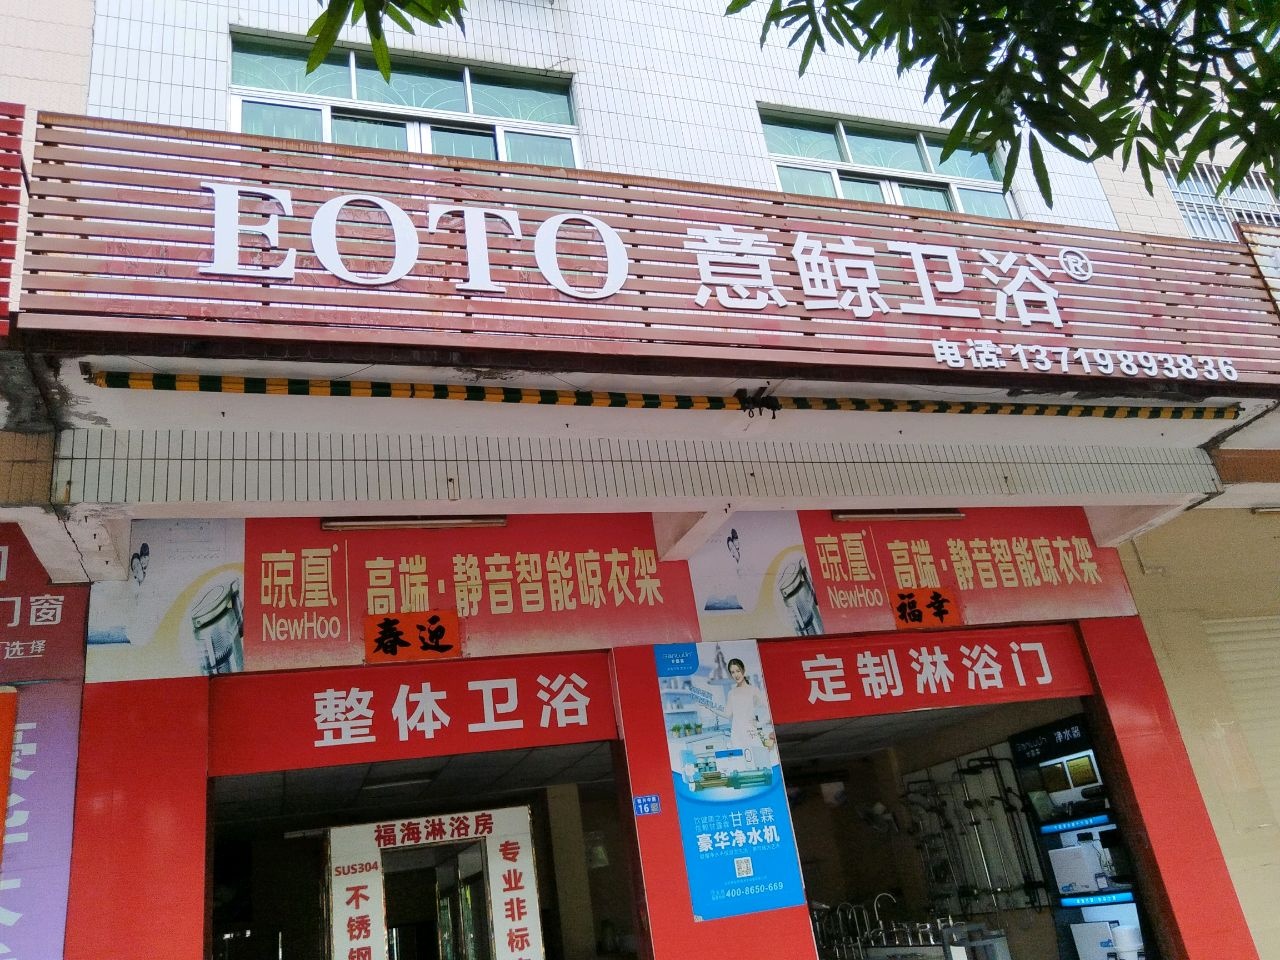 EOTO 意鲸卫浴®
电话:13719893836
晾凰 NewHoo 高端·静音智能晾衣架
晾凰 NewHoo 高端·静音智能晾衣架
春迎
福幸
整体卫浴
定制淋浴门
门窗
选择
16
甘露霖
豪华净水机
400-8650-669
净水器
福海淋浴房
SUS304
不锈钢
专业非标